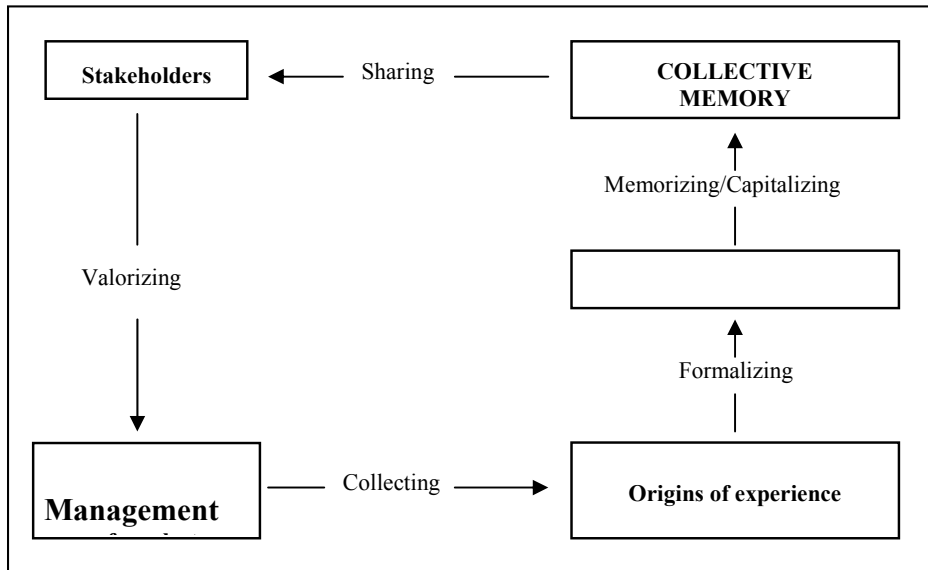 Stakeholders
Sharing
COLLECTIVE
MEMORY
Memorizing/Capitalizing
Valorizing
Formalizing
Management
Collecting
Origins of experience